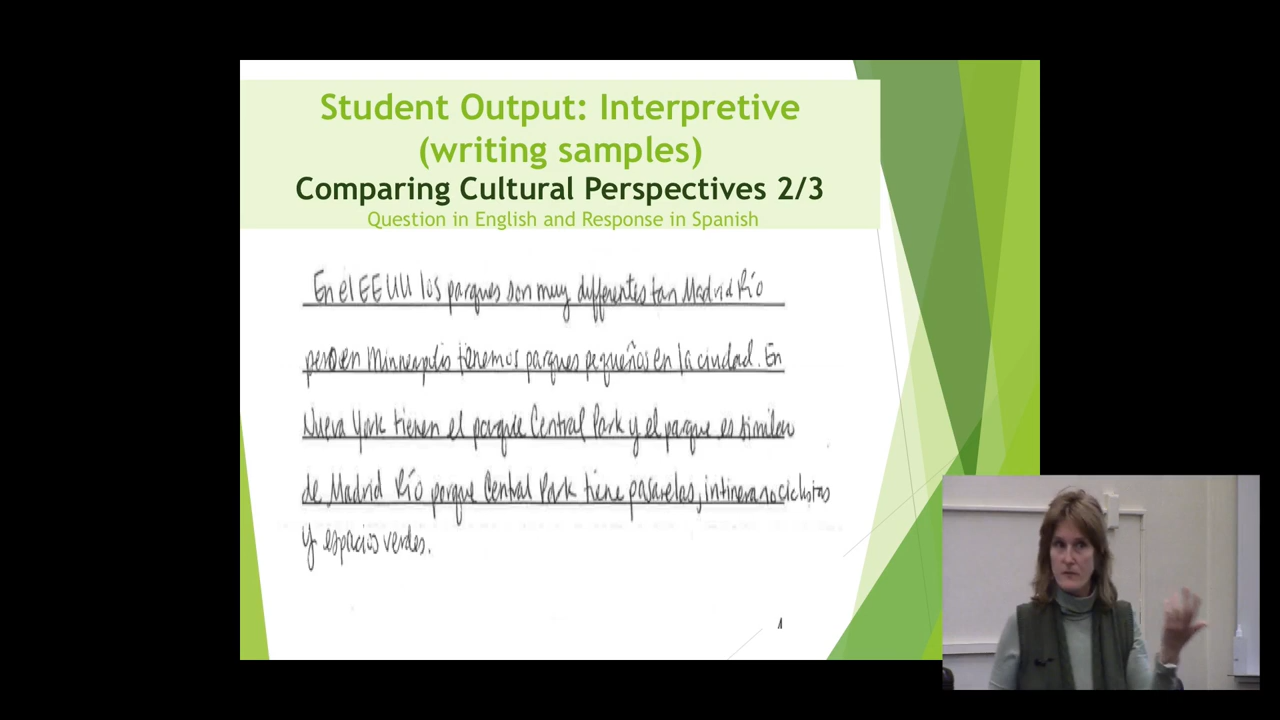 Student Output: Interpretive
(writing samples)
Comparing Cultural Perspectives 2/3
Question in English and Response in Spanish
En el EEUU los parques son muy differentes tan Madrid Río
pero en Minneapolis tenemos parques pequeños en la ciudad. En
Nueva York tienen el parque Central Park y el parque es similar
de Madrid Río porque Central Park tiene pasarelas, ciclistas
y espacios verdes.